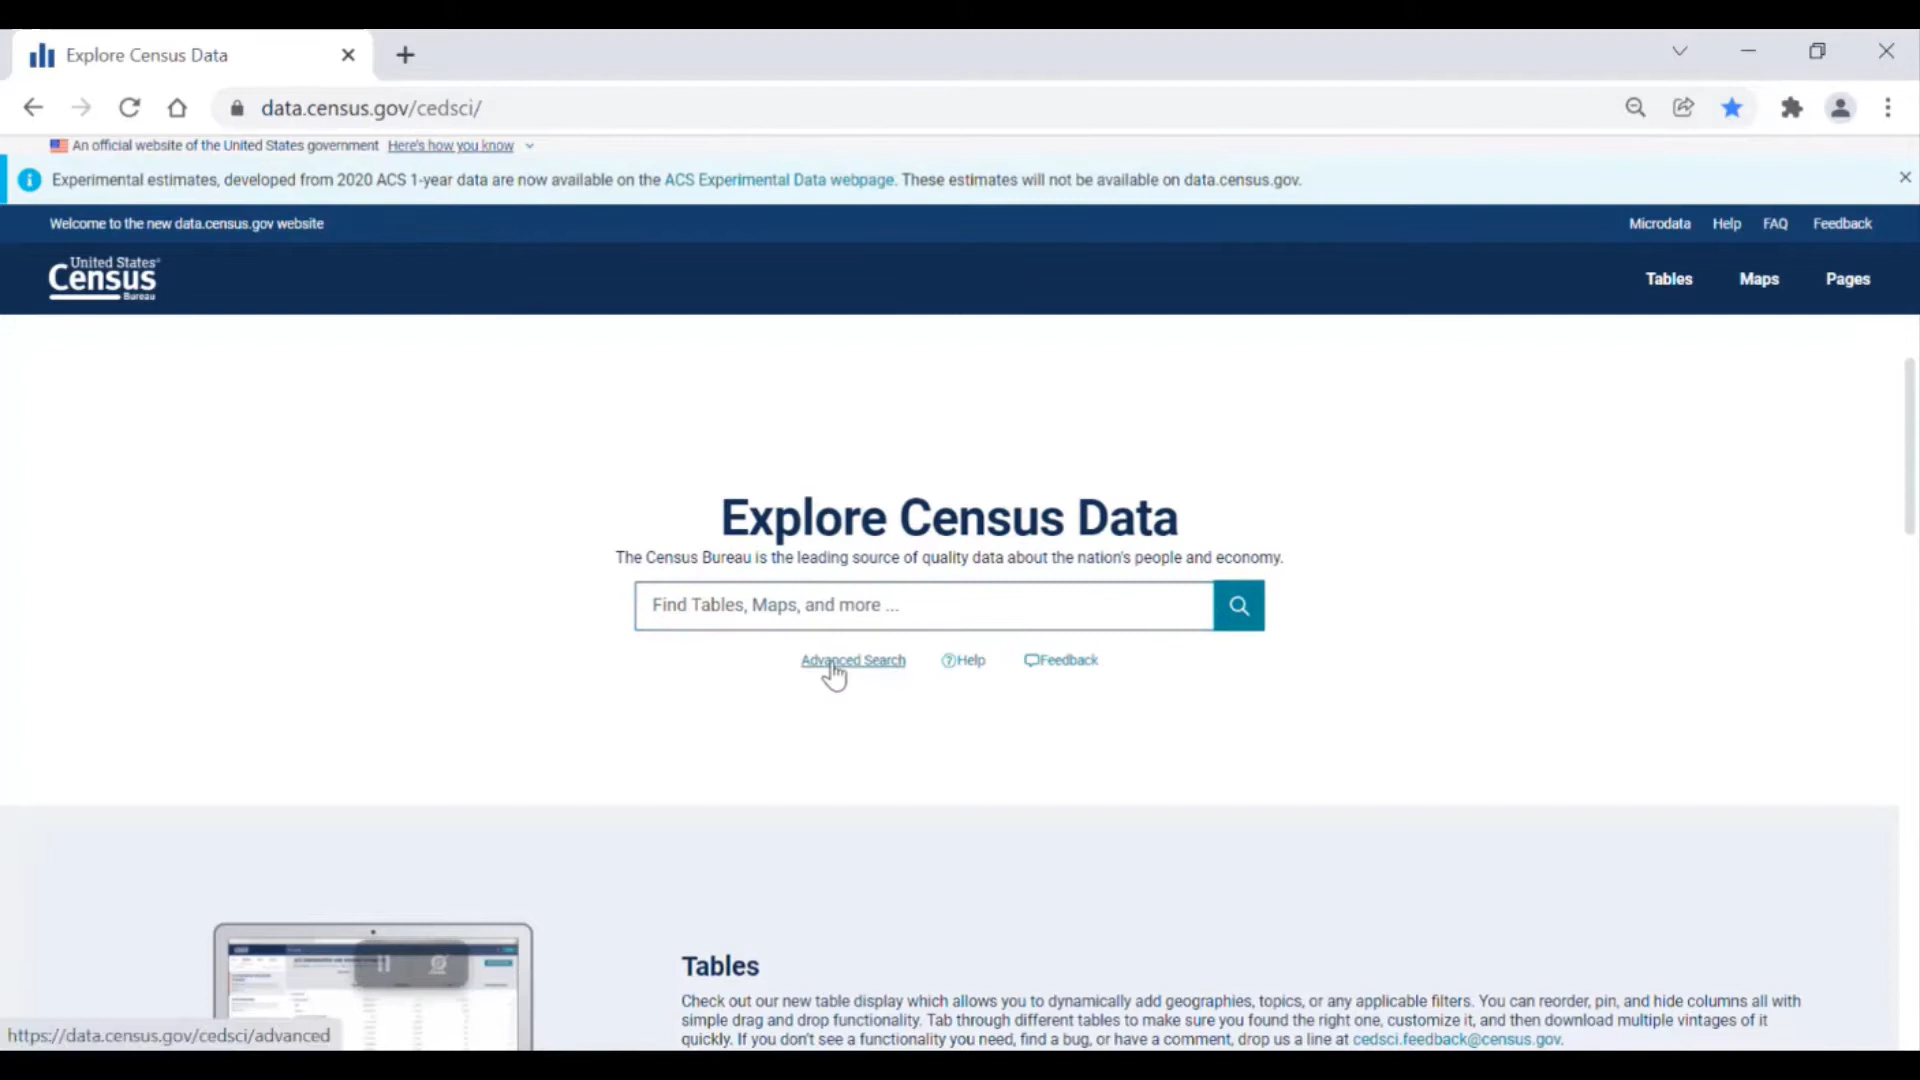 Explore Census Data
data.census.gov/cedsci/
An official website of the United States government Here's how you know
Experimental estimates, developed from 2020 ACS 1-year data are now available on the ACS Experimental Data webpage. These estimates will not be available on data.census.gov.
Welcome to the new data.census.gov website
Microdata Help FAQ Feedback
United States®
Census
Bureau
Tables Maps Pages
Explore Census Data
The Census Bureau is the leading source of quality data about the nation's people and economy.
Find Tables, Maps, and more ...
Advanced Search Help Feedback
Tables
Check out our new table display which allows you to dynamically add geographies, topics, or any applicable filters. You can reorder, pin, and hide columns all with
simple drag and drop functionality. Tab through different tables to make sure you found the right one, customize it, and then download multiple vintages of it
quickly. If you don't see a functionality you need, find a bug, or have a comment, drop us a line at cedsci.feedback@census.gov.
https://data.census.gov/cedsci/advanced